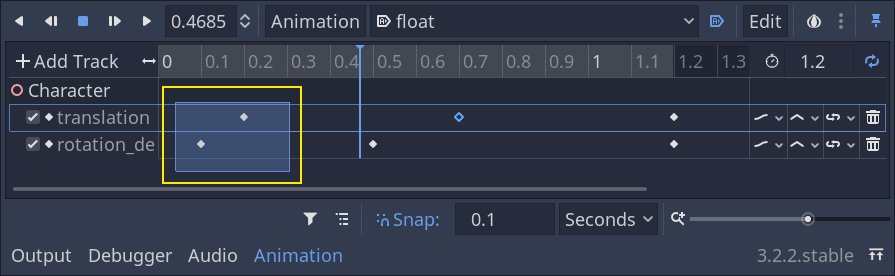 0.4685 Animation float Edit
Add Track 0 0.1 0.2 0.3 0.4 0.5 0.6 0.7 0.8 0.9 1 1.1 1.2 1.3 1.2
Character
translation
rotation_de
Snap: 0.1 Seconds
Output Debugger Audio Animation 3.2.2.stable